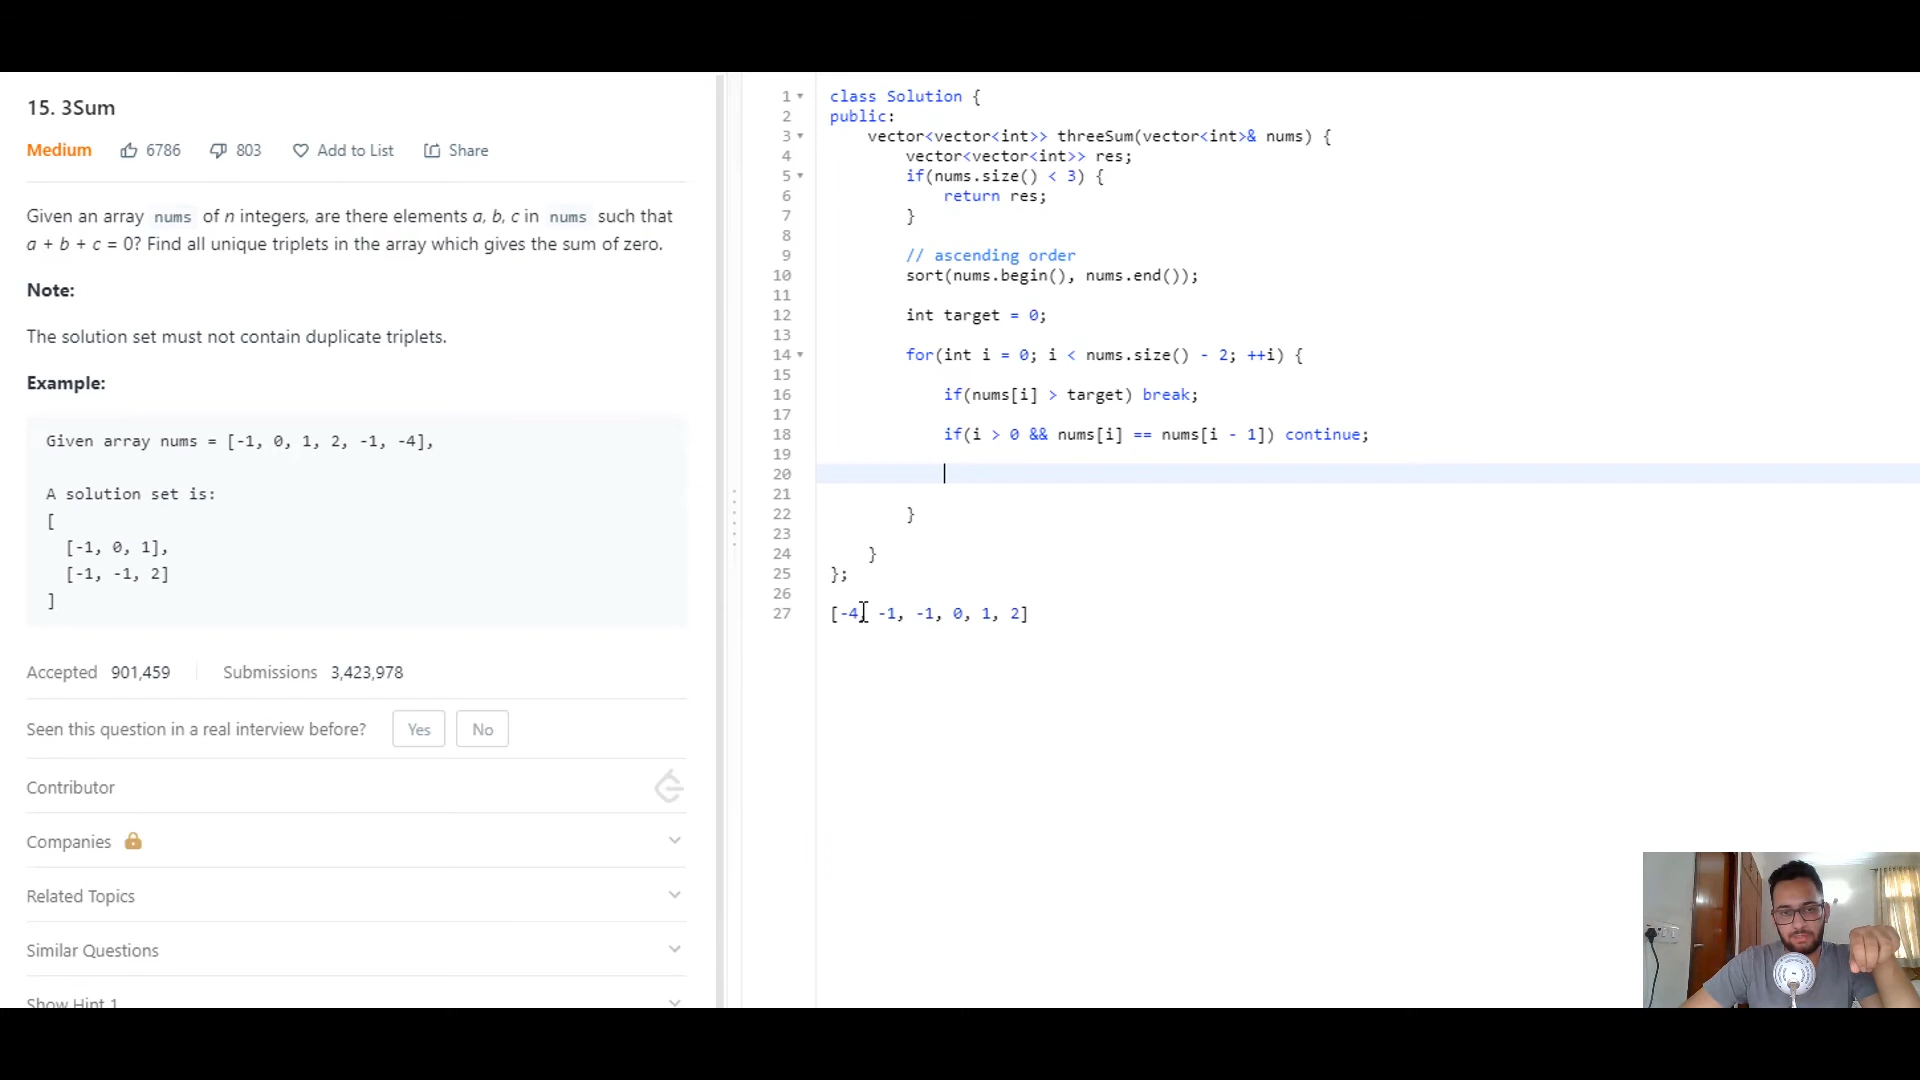 15. 3Sum
Medium 6786 803 Add to List Share
Given an array nums of n integers, are there elements a, b, c in nums such that
a + b + c = 0? Find all unique triplets in the array which gives the sum of zero.
Note:
The solution set must not contain duplicate triplets.
Example:
Given array nums = [-1, 0, 1, 2, -1, -4],
A solution set is:
[
[-1, 0, 1],
[-1, -1, 2]
]
Accepted 901,459 Submissions 3,423,978
Seen this question in a real interview before? Yes No
Contributor
Companies
Related Topics
Similar Questions
Show Hint 1
1 class Solution {
2 public:
3 vector<vector<int>> threeSum(vector<int>& nums) {
4 vector<vector<int>> res;
5 if(nums.size() < 3) {
6 return res;
7 }
8
9 // ascending order
10 sort(nums.begin(), nums.end());
11
12 int target = 0;
13
14 for(int i = 0; i < nums.size() - 2; ++i) {
15
16 if(nums[i] > target) break;
17
18 if(i > 0 && nums[i] == nums[i - 1]) continue;
19
20
21
22 }
23
24 }
25 };
26
27 [-4, -1, -1, 0, 1, 2]